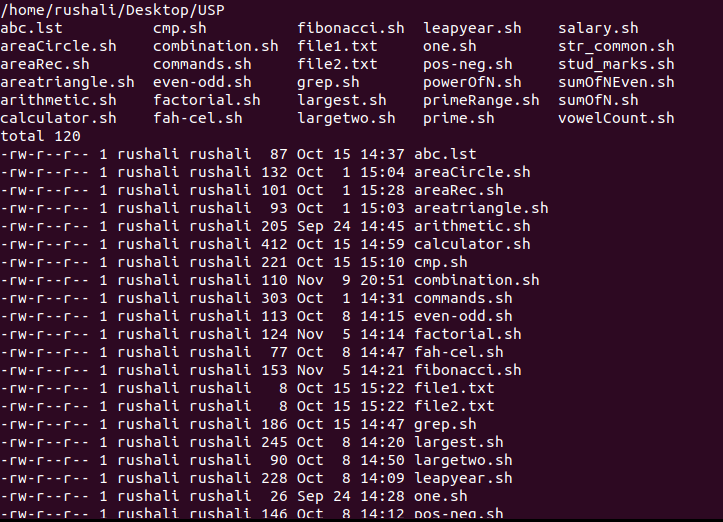 /home/rushali/Desktop/USP
abc.lst         cmp.sh          fibonacci.sh  leapyear.sh    salary.sh
areaCircle.sh   combination.sh  file1.txt     one.sh         str_common.sh
areaRec.sh      commands.sh     file2.txt     pos-neg.sh     stud_marks.sh
areatriangle.sh even-odd.sh     grep.sh       powerOfN.sh    sumOfNEven.sh
arithmetic.sh   factorial.sh    largest.sh    primeRange.sh  sumOfN.sh
calculator.sh   fah-cel.sh      largetwo.sh   prime.sh       vowelCount.sh
total 120
-rw-r--r-- 1 rushali rushali  87 Oct 15 14:37 abc.lst
-rw-r--r-- 1 rushali rushali 132 Oct  1 15:04 areaCircle.sh
-rw-r--r-- 1 rushali rushali 101 Oct  1 15:28 areaRec.sh
-rw-r--r-- 1 rushali rushali  93 Oct  1 15:03 areatriangle.sh
-rw-r--r-- 1 rushali rushali 205 Sep 24 14:45 arithmetic.sh
-rw-r--r-- 1 rushali rushali 412 Oct 15 14:59 calculator.sh
-rw-r--r-- 1 rushali rushali 221 Oct 15 15:10 cmp.sh
-rw-r--r-- 1 rushali rushali 110 Nov  9 20:51 combination.sh
-rw-r--r-- 1 rushali rushali 303 Oct  1 14:31 commands.sh
-rw-r--r-- 1 rushali rushali 113 Oct  8 14:15 even-odd.sh
-rw-r--r-- 1 rushali rushali 124 Nov  5 14:14 factorial.sh
-rw-r--r-- 1 rushali rushali  77 Oct  8 14:47 fah-cel.sh
-rw-r--r-- 1 rushali rushali 153 Nov  5 14:21 fibonacci.sh
-rw-r--r-- 1 rushali rushali   8 Oct 15 15:22 file1.txt
-rw-r--r-- 1 rushali rushali   8 Oct 15 15:22 file2.txt
-rw-r--r-- 1 rushali rushali 186 Oct 15 14:47 grep.sh
-rw-r--r-- 1 rushali rushali 245 Oct  8 14:20 largest.sh
-rw-r--r-- 1 rushali rushali  90 Oct  8 14:50 largetwo.sh
-rw-r--r-- 1 rushali rushali 228 Oct  8 14:09 leapyear.sh
-rw-r--r-- 1 rushali rushali  26 Sep 24 14:28 one.sh
-rw-r--r-- 1 rushali rushali 146 Oct  8 14:12 pos-neg.sh